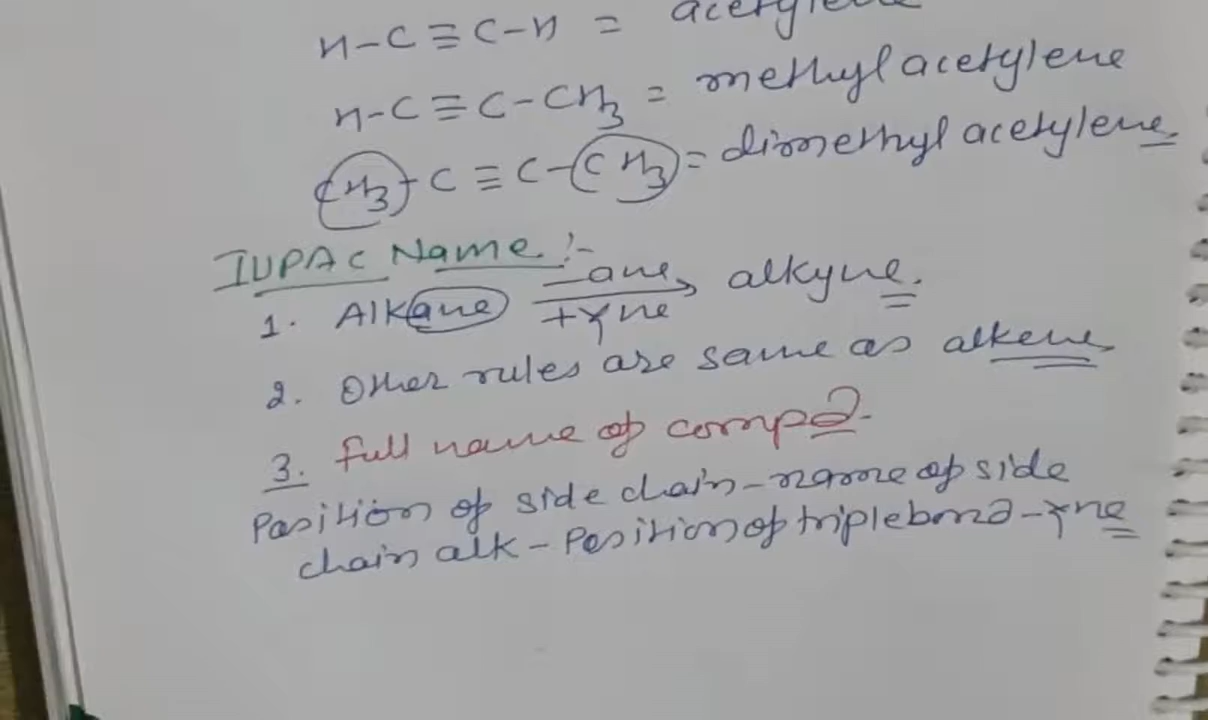 H-C≡C-H = acetylene
H-C≡C-CH3 = methyl acetylene
CH3-C≡C-CH3 = dimethyl acetylene.
IUPAC Name :-
1. Alkane -ane +yne → alkyne.
2. Other rules are same as alkene
3. full name of compd.
Position of side chain-name of side
chain alk-Position of triple bond-yne